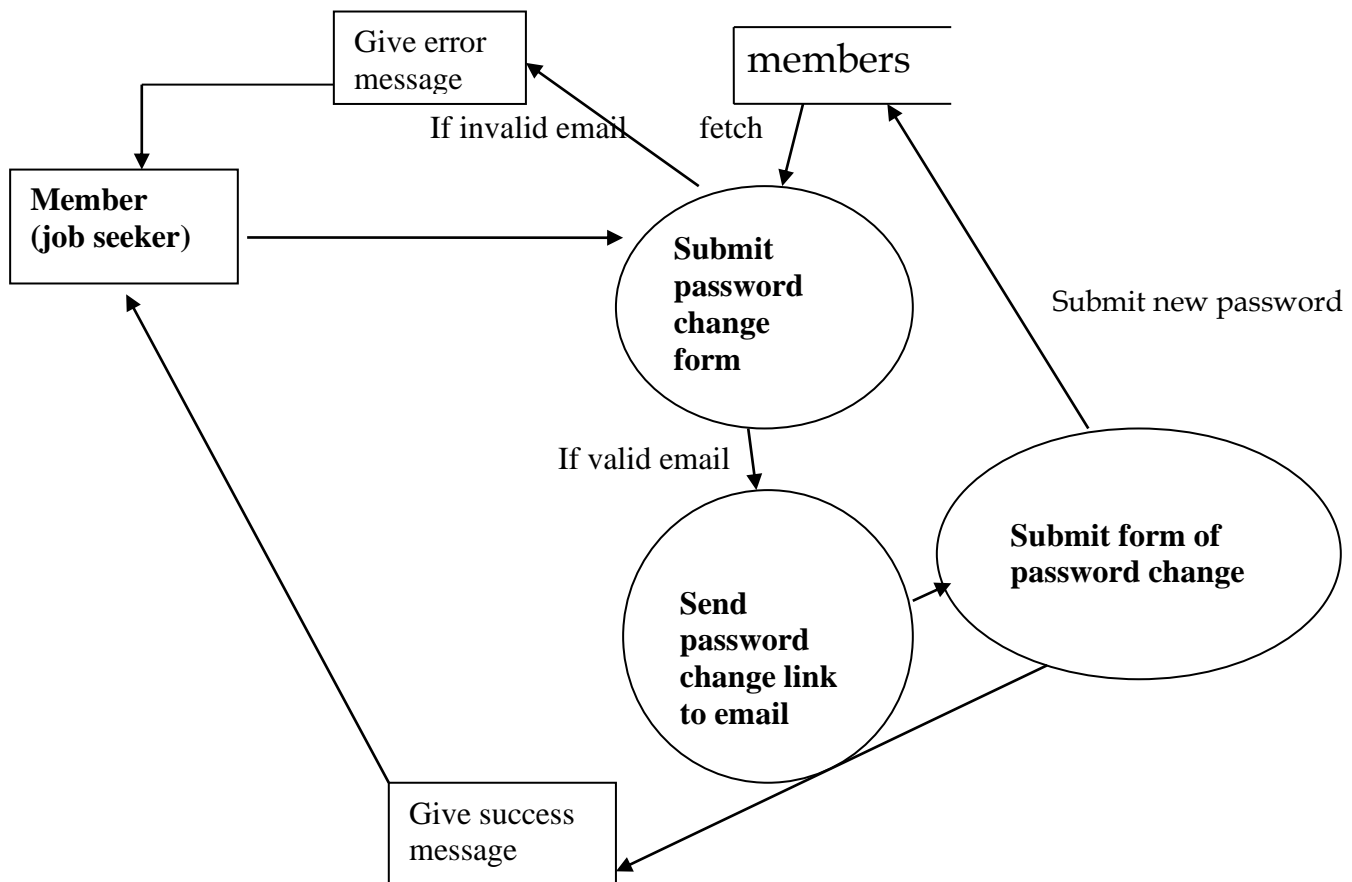 Give error
message
members
If invalid email
fetch
Member
(job seeker)
Submit
password
change
form
Submit new password
If valid email
Submit form of
password change
Send
password
change link
to email
Give success
message